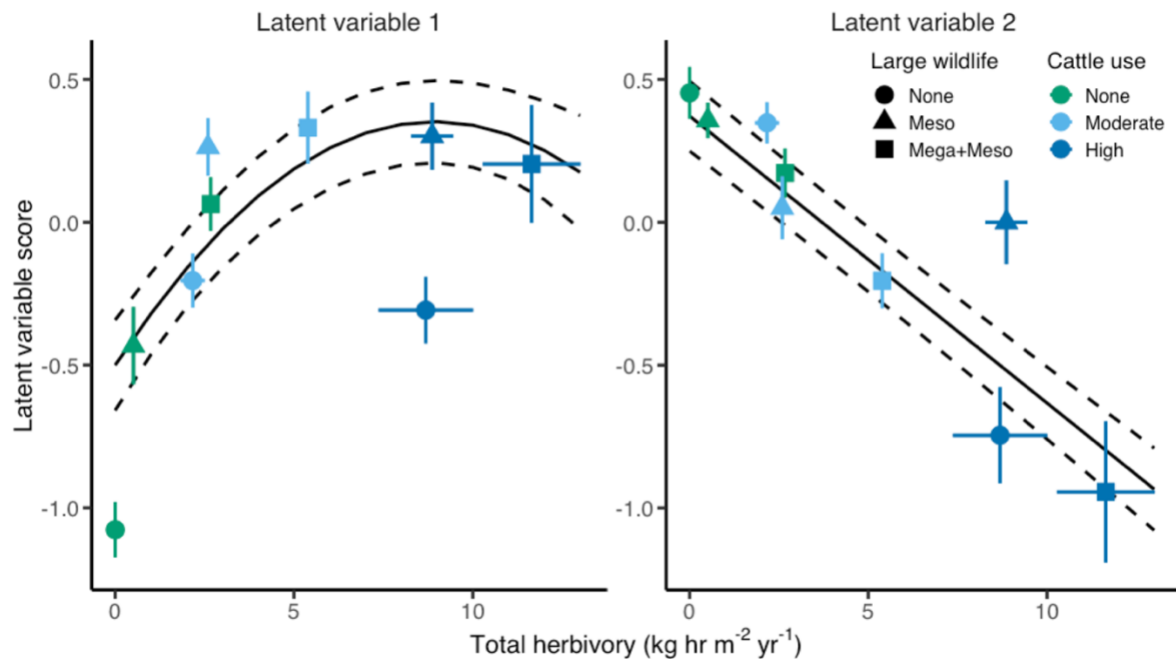 Latent variable 1
Latent variable 2
Large wildlife
None
Meso
Mega+Meso
Cattle use
None
Moderate
High
Latent variable score
0.5
0.0
-0.5
-1.0
0.5
0.0
-0.5
-1.0
0 5 10
0 5 10
Total herbivory (kg hr m⁻² yr⁻¹)